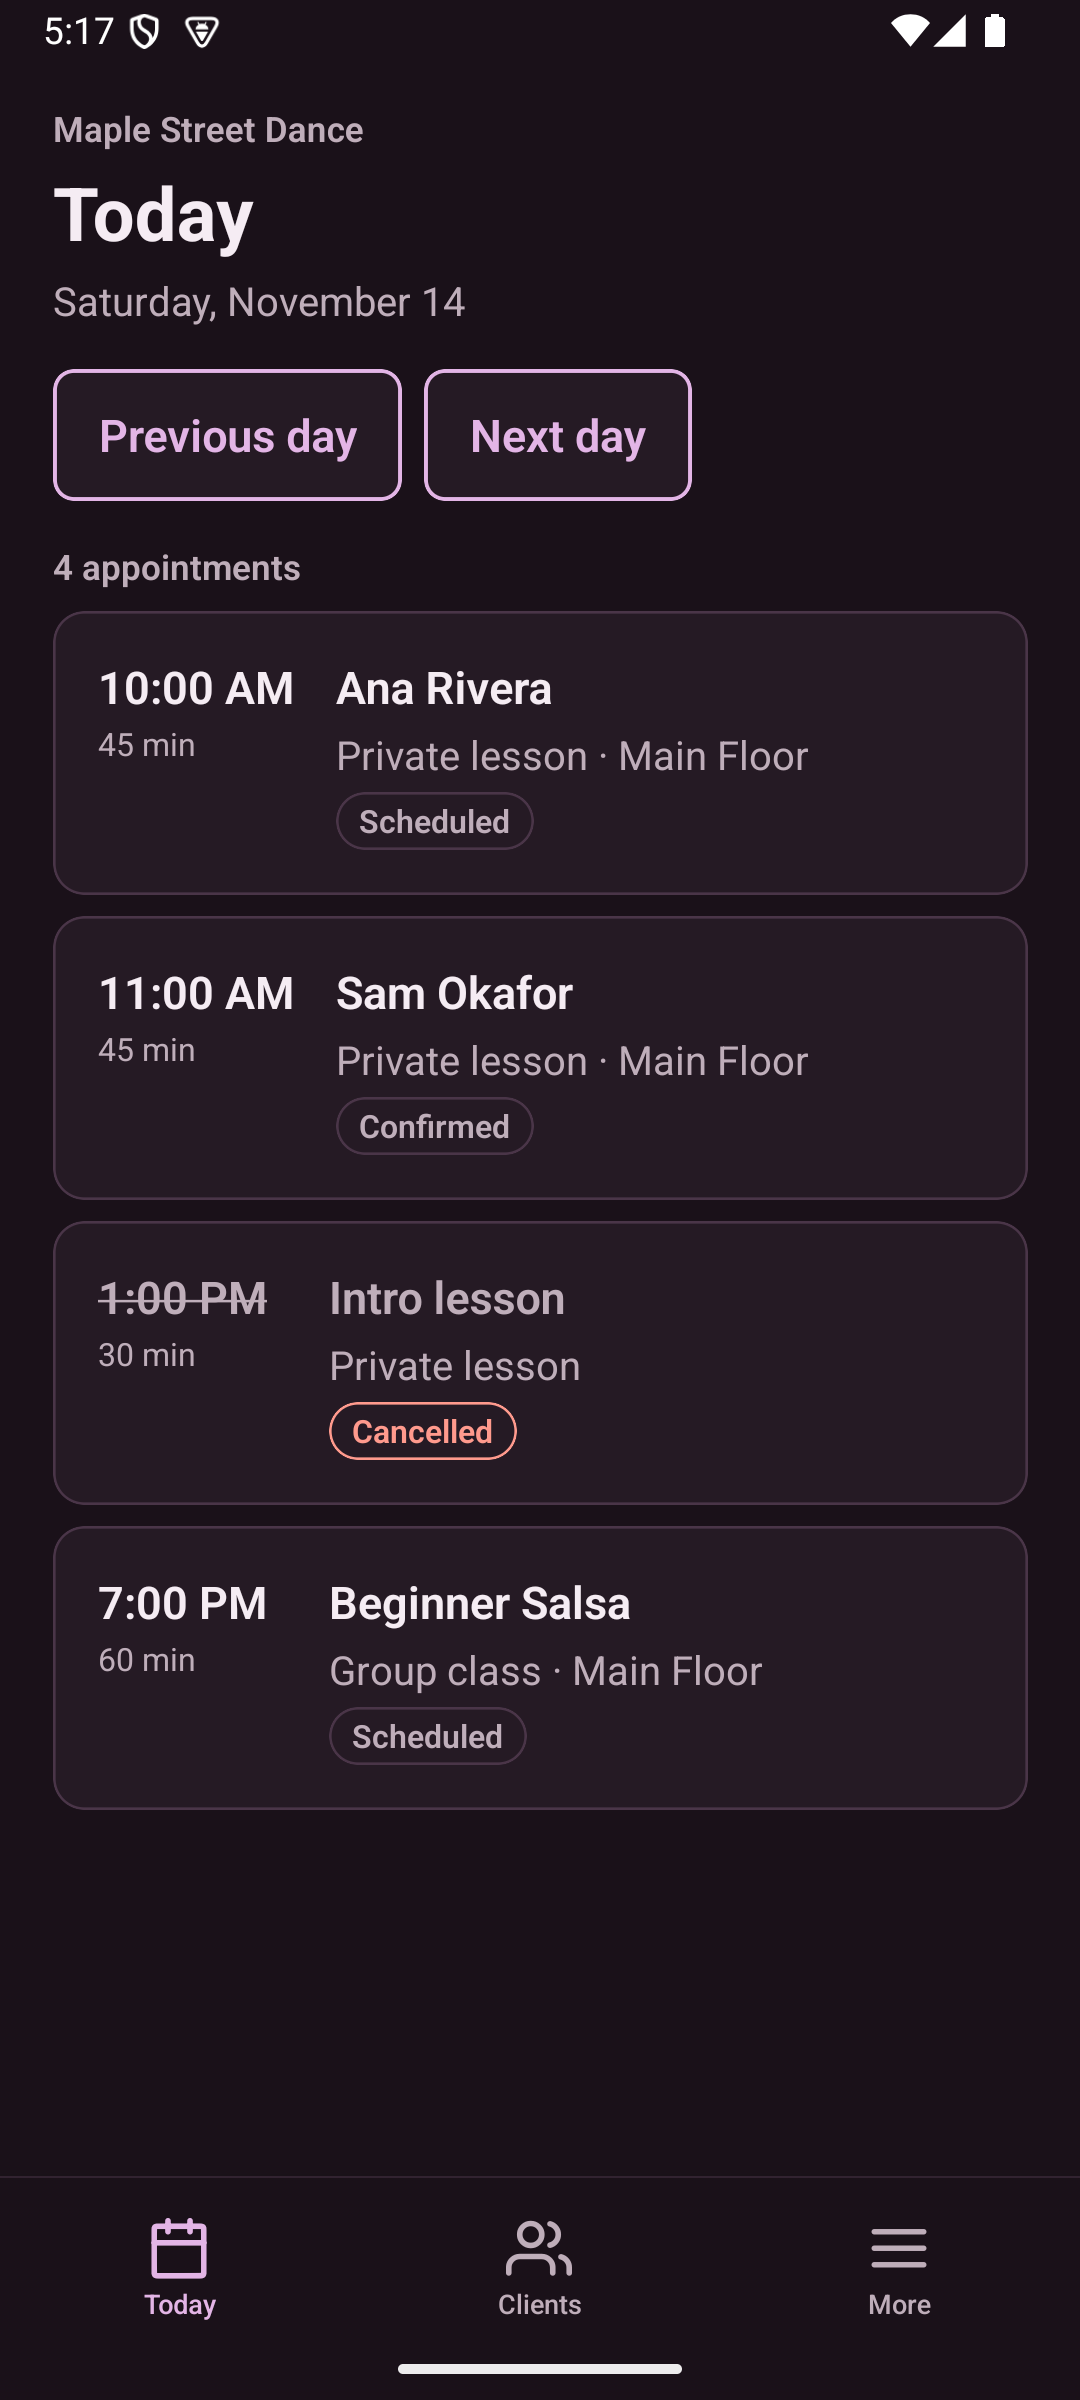 5:17
Maple Street Dance
Today
Saturday, November 14
Previous day
Next day
4 appointments
10:00 AM
Ana Rivera
45 min
Private lesson · Main Floor
Scheduled
11:00 AM
Sam Okafor
45 min
Private lesson · Main Floor
Confirmed
1:00 PM
Intro lesson
30 min
Private lesson
Cancelled
7:00 PM
Beginner Salsa
60 min
Group class · Main Floor
Scheduled
Today
Clients
More